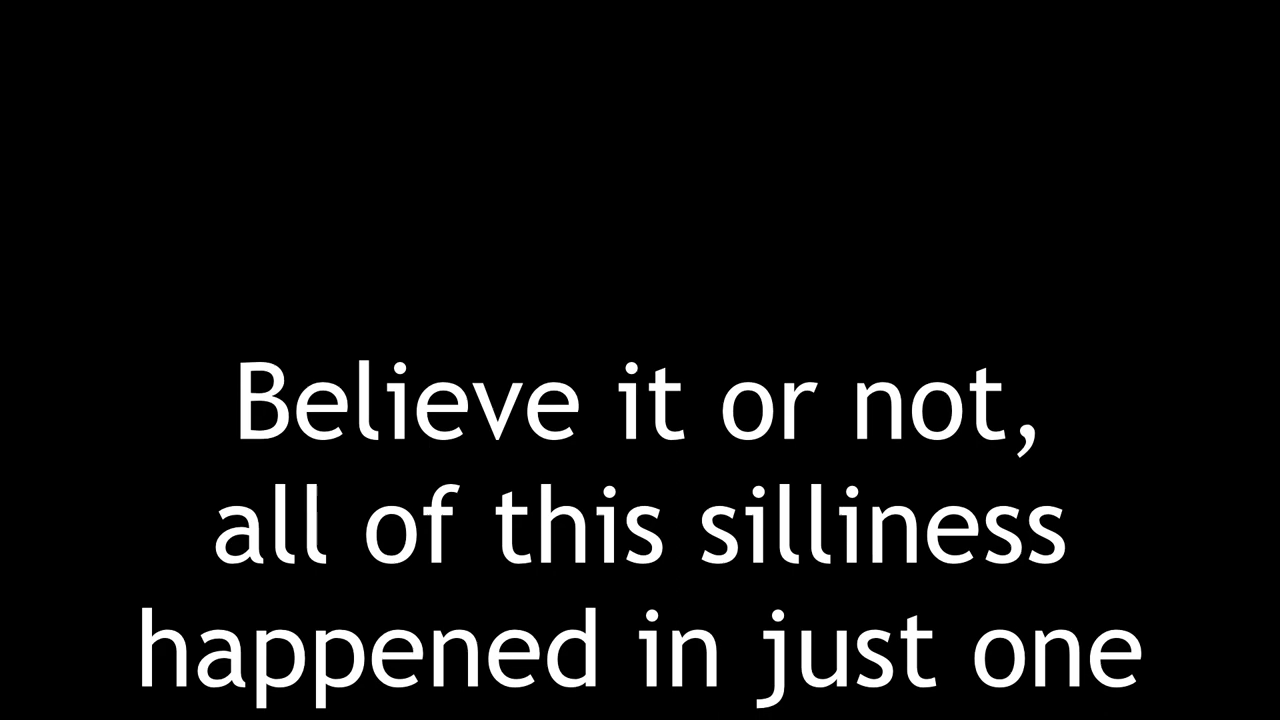 Believe it or not,
all of this silliness
happened in just one